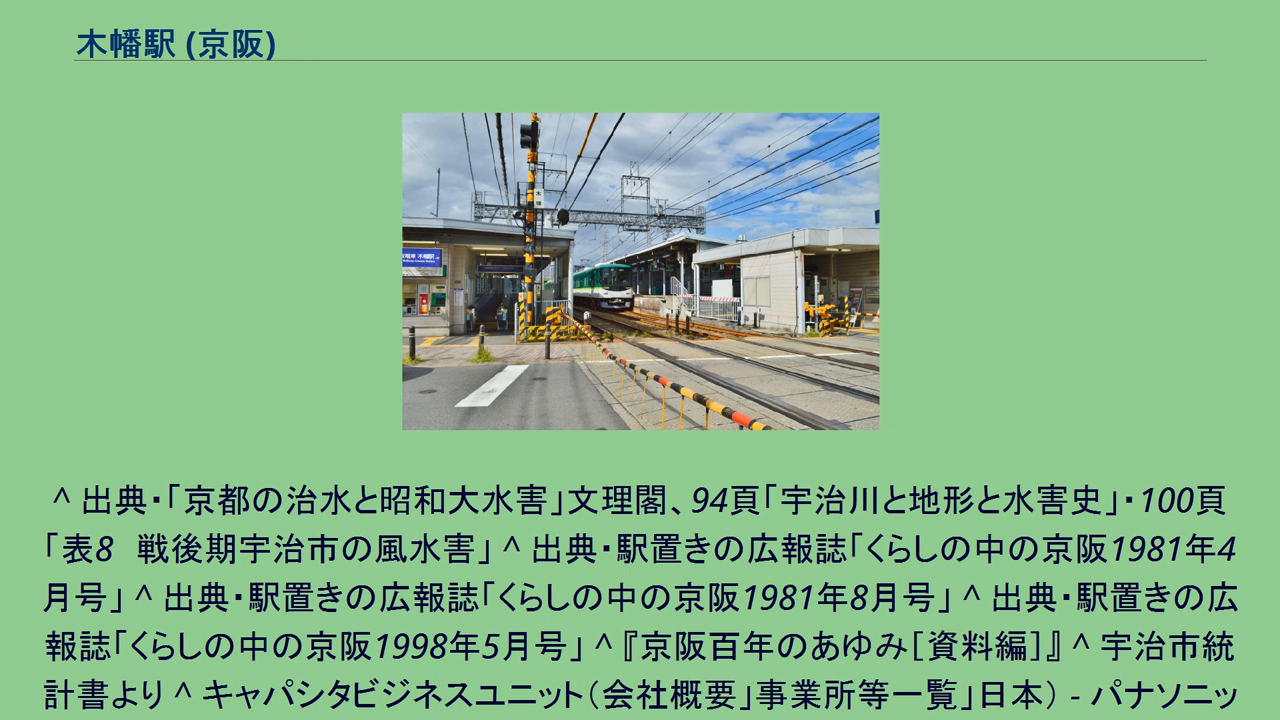 木幡駅 (京阪)
木幡駅
^ 出典・「京都の治水と昭和大水害」文理閣、94頁「宇治川と地形と水害史」・100頁
「表8　戦後期宇治市の風水害」 ^ 出典・駅置きの広報誌「くらしの中の京阪1981年4
月号」 ^ 出典・駅置きの広報誌「くらしの中の京阪1981年8月号」 ^ 出典・駅置きの広
報誌「くらしの中の京阪1998年5月号」 ^ 『京阪百年のあゆみ［資料編］』 ^ 宇治市統
計書より ^ キャパシタビジネスユニット（会社概要」事業所等一覧」日本） - パナソニッ